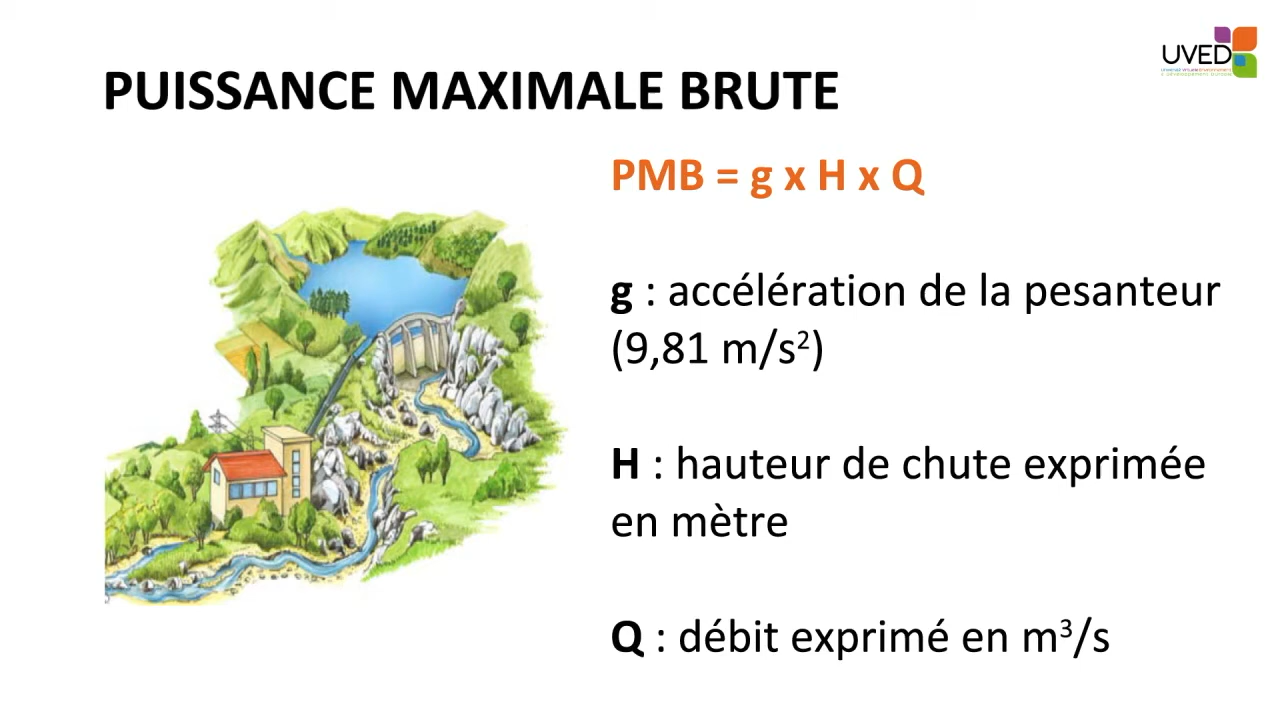 UVED
PUISSANCE MAXIMALE BRUTE
PMB = g x H x Q
g : accélération de la pesanteur
(9,81 m/s²)
H : hauteur de chute exprimée
en mètre
Q : débit exprimé en m³/s